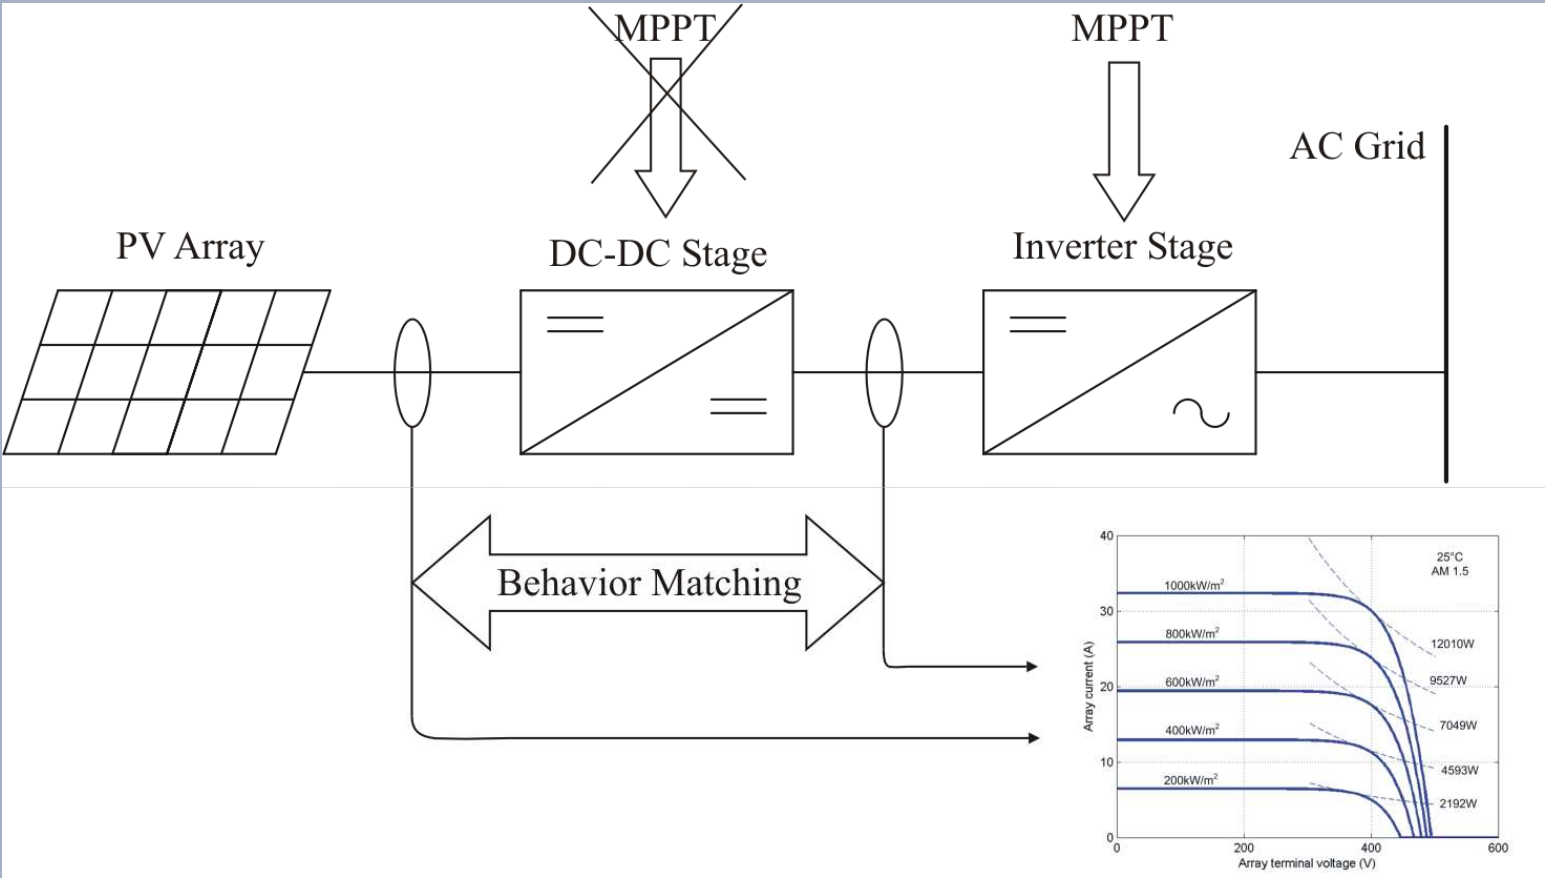 MPPT
MPPT
AC Grid
PV Array
DC-DC Stage
Inverter Stage
Behavior Matching
40
30
20
10
0
Array current (A)
25°C
AM 1.5
1000kW/m²
800kW/m²
600kW/m²
400kW/m²
200kW/m²
12010W
9527W
7049W
4593W
2192W
0
200
400
600
Array terminal voltage (V)